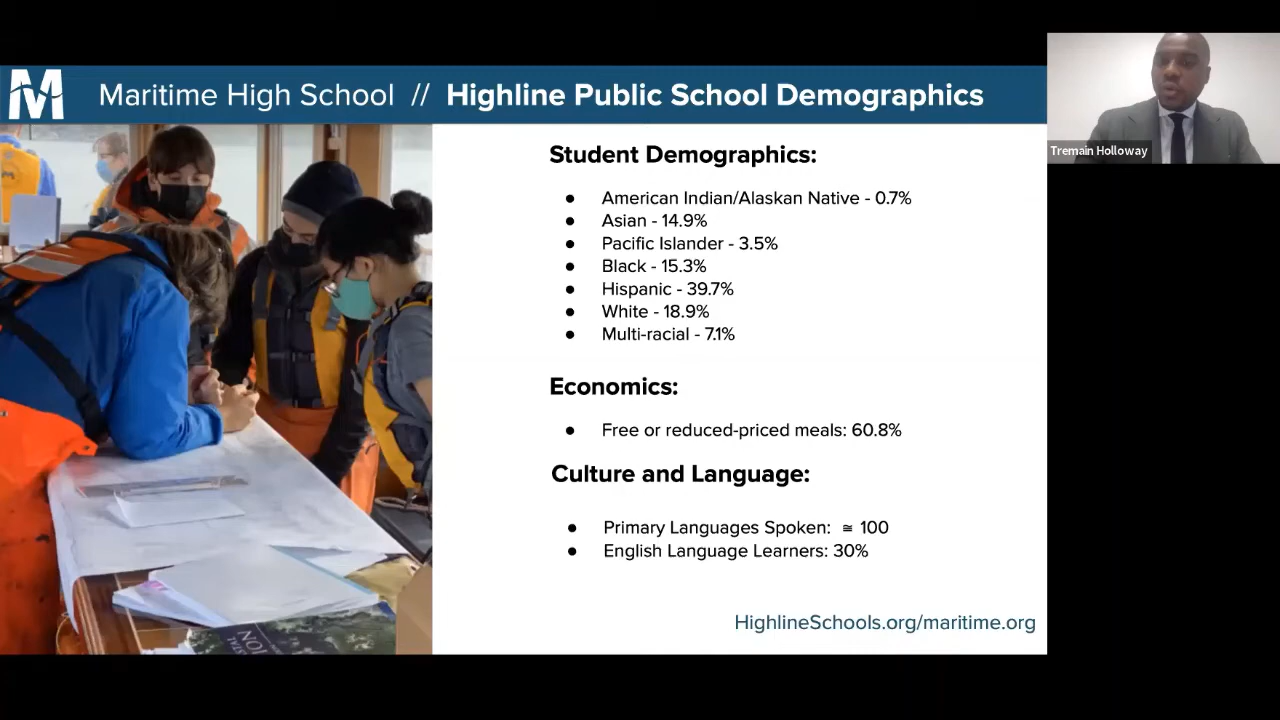 M Maritime High School // Highline Public School Demographics
Tremain Holloway
Student Demographics:
● American Indian/Alaskan Native - 0.7%
● Asian - 14.9%
● Pacific Islander - 3.5%
● Black - 15.3%
● Hispanic - 39.7%
● White - 18.9%
● Multi-racial - 7.1%
Economics:
● Free or reduced-priced meals: 60.8%
Culture and Language:
● Primary Languages Spoken: ≅ 100
● English Language Learners: 30%
HighlineSchools.org/maritime.org